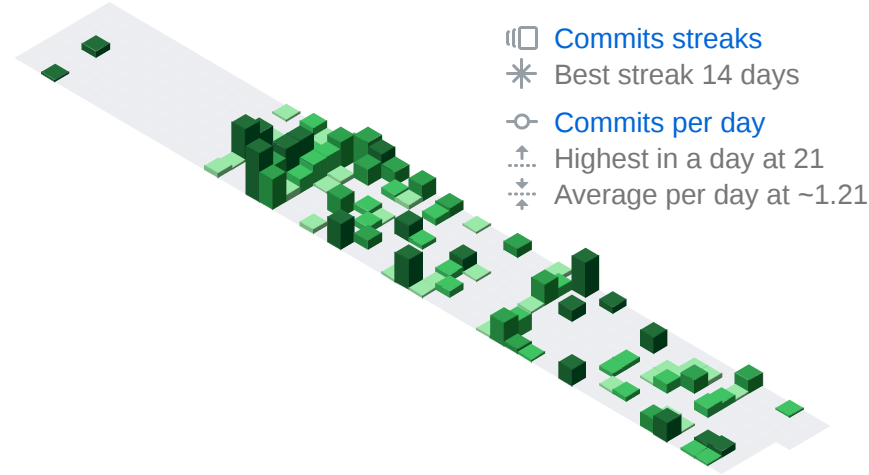 Commits streaks
Best streak 14 days
Commits per day
Highest in a day at 21
Average per day at ~1.21